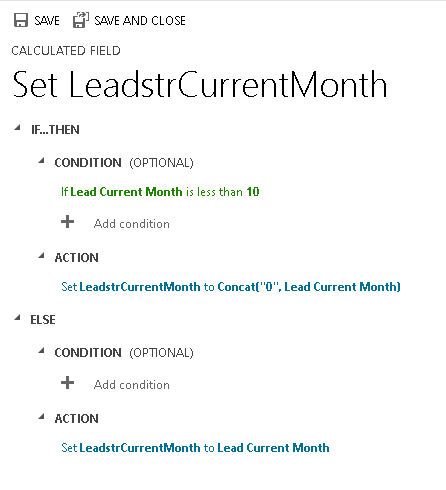 SAVE SAVE AND CLOSE
CALCULATED FIELD
Set LeadstrCurrentMonth
IF...THEN
CONDITION (OPTIONAL)
If Lead Current Month is less than 10
Add condition
ACTION
Set LeadstrCurrentMonth to Concat("0", Lead Current Month)
ELSE
CONDITION (OPTIONAL)
Add condition
ACTION
Set LeadstrCurrentMonth to Lead Current Month